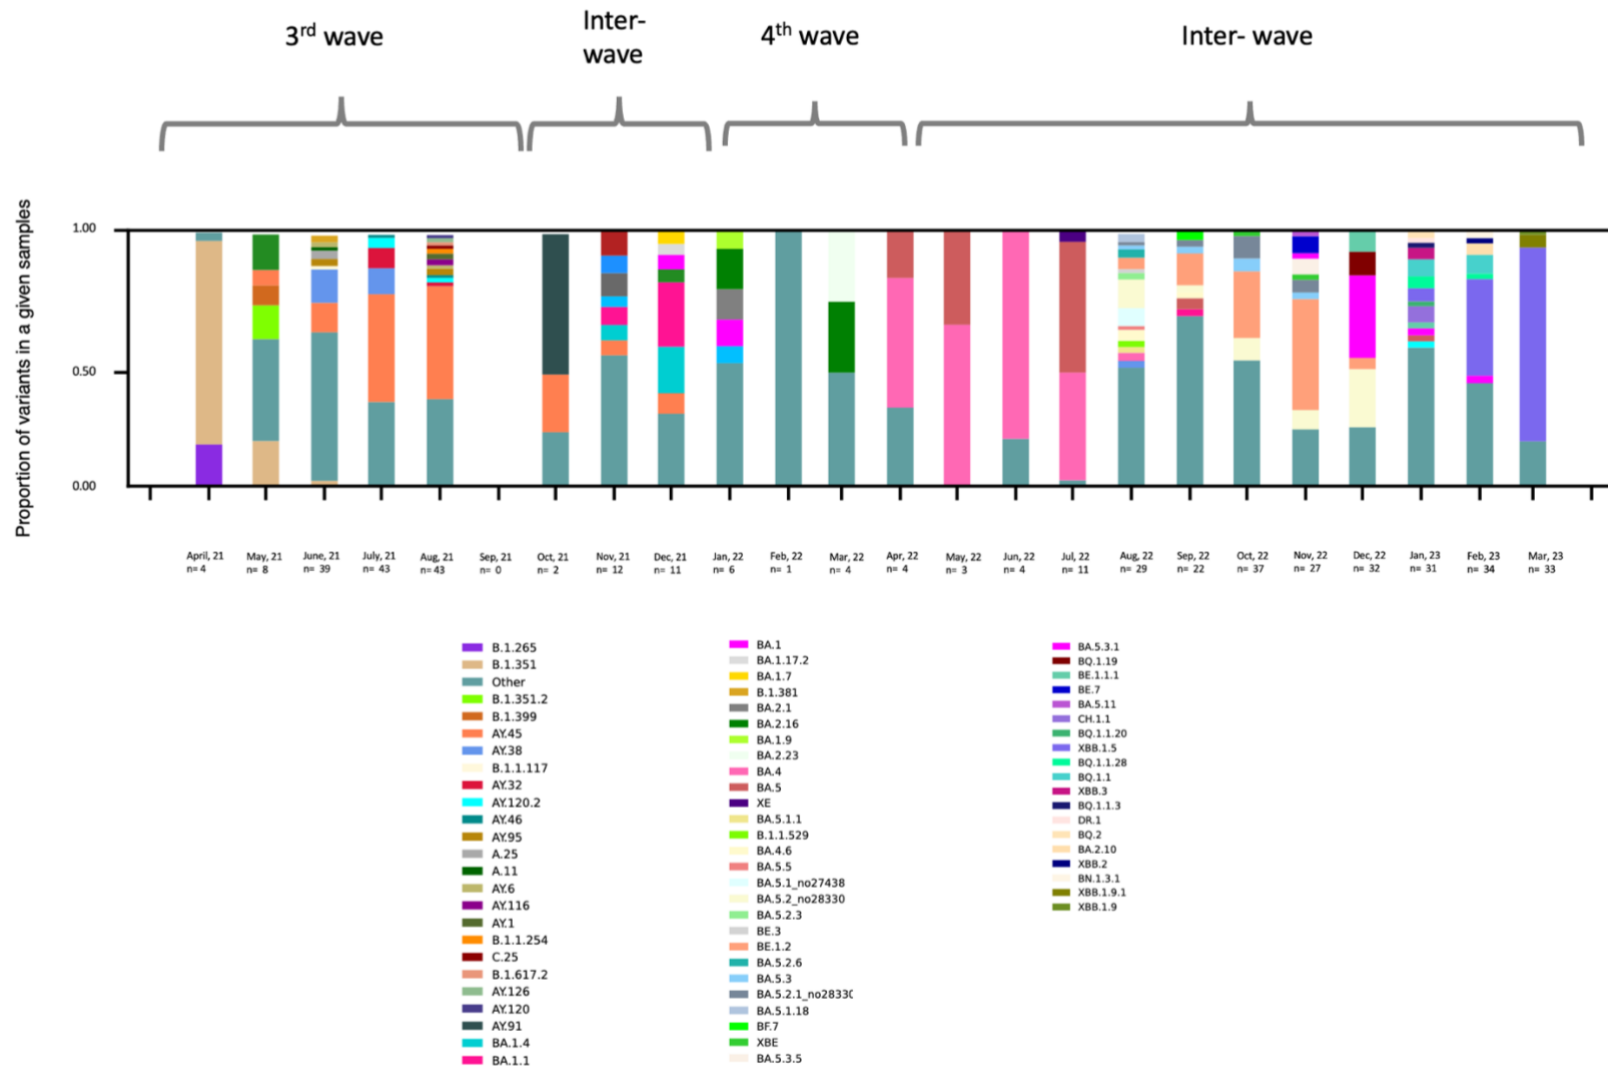 3rd wave
Inter-
wave
4th wave
Inter- wave
Proportion of variants in a given samples
1.00
0.50
0.00
April, 21
n= 4
May, 21
n= 8
June, 21
n= 39
July, 21
n= 43
Aug, 21
n= 43
Sep, 21
n= 0
Oct, 21
n= 2
Nov, 21
n= 12
Dec, 21
n= 11
Jan, 22
n= 6
Feb, 22
n= 1
Mar, 22
n= 4
Apr, 22
n= 4
May, 22
n= 3
Jun, 22
n= 4
Jul, 22
n= 11
Aug, 22
n= 29
Sep, 22
n= 22
Oct, 22
n= 37
Nov, 22
n= 27
Dec, 22
n= 32
Jan, 23
n= 31
Feb, 23
n= 34
Mar, 23
n= 33
B.1.265
B.1.351
Other
B.1.351.2
B.1.399
AY.45
AY.38
B.1.1.117
AY.32
AY.120.2
AY.46
AY.95
A.25
A.11
AY.6
AY.116
AY.1
B.1.1.254
C.25
B.1.617.2
AY.126
AY.120
AY.91
BA.1.4
BA.1.1
BA.1
BA.1.17.2
BA.1.7
B.1.381
BA.2.1
BA.2.16
BA.1.9
BA.2.23
BA.4
BA.5
XE
BA.5.1.1
B.1.1.529
BA.4.6
BA.5.5
BA.5.1_no27438
BA.5.2_no28330
BA.5.2.3
BE.3
BE.1.2
BA.5.2.6
BA.5.3
BA.5.2.1_no2833(
BA.5.1.18
BF.7
XBE
BA.5.3.5
BA.5.3.1
BQ.1.19
BE.1.1.1
BE.7
BA.5.11
CH.1.1
BQ.1.1.20
XBB.1.5
BQ.1.1.28
BQ.1.1
XBB.3
BQ.1.1.3
DR.1
BQ.2
BA.2.10
XBB.2
BN.1.3.1
XBB.1.9.1
XBB.1.9